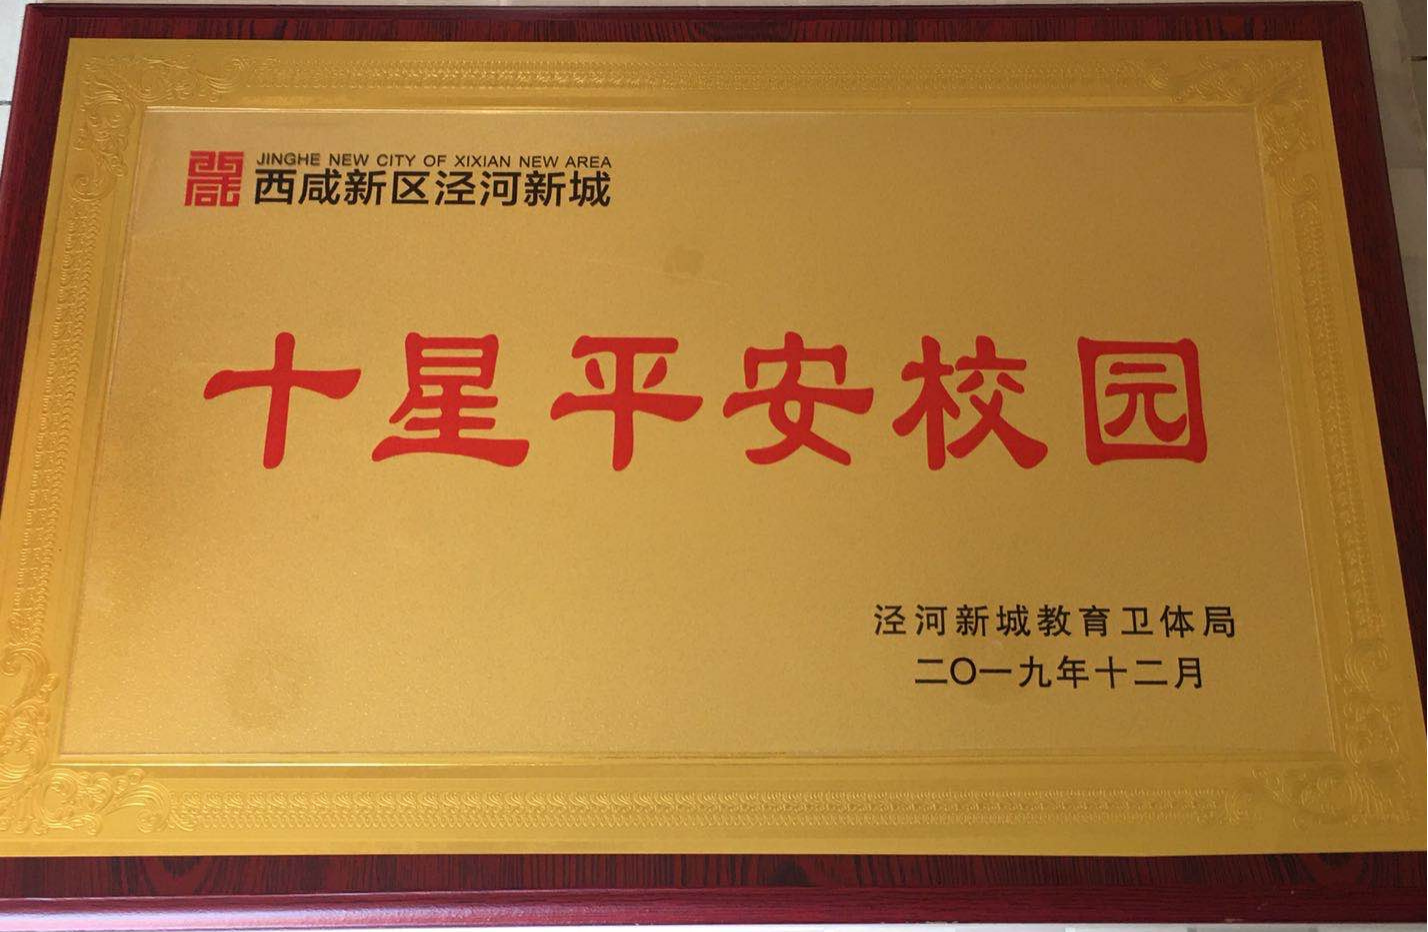 JINGHE NEW CITY OF XIXIAN NEW AREA
西咸新区泾河新城
十星平安校园
泾河新城教育卫体局
二〇一九年十二月